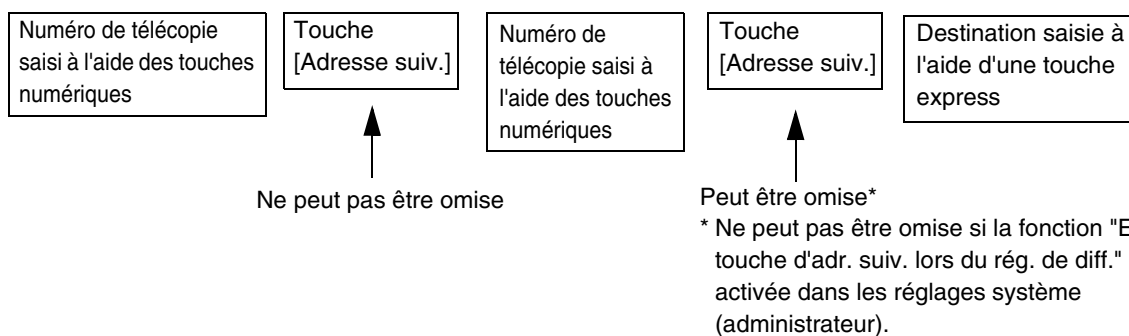 Numéro de télécopie
saisi à l'aide des touches
numériques
Touche
[Adresse suiv.]
Numéro de
télécopie saisi à
l'aide des touches
numériques
Touche
[Adresse suiv.]
Destination saisie à
l'aide d'une touche
express
Ne peut pas être omise
Peut être omise*
* Ne peut pas être omise si la fonction "E
touche d'adr. suiv. lors du rég. de diff."
activée dans les réglages système
(administrateur).